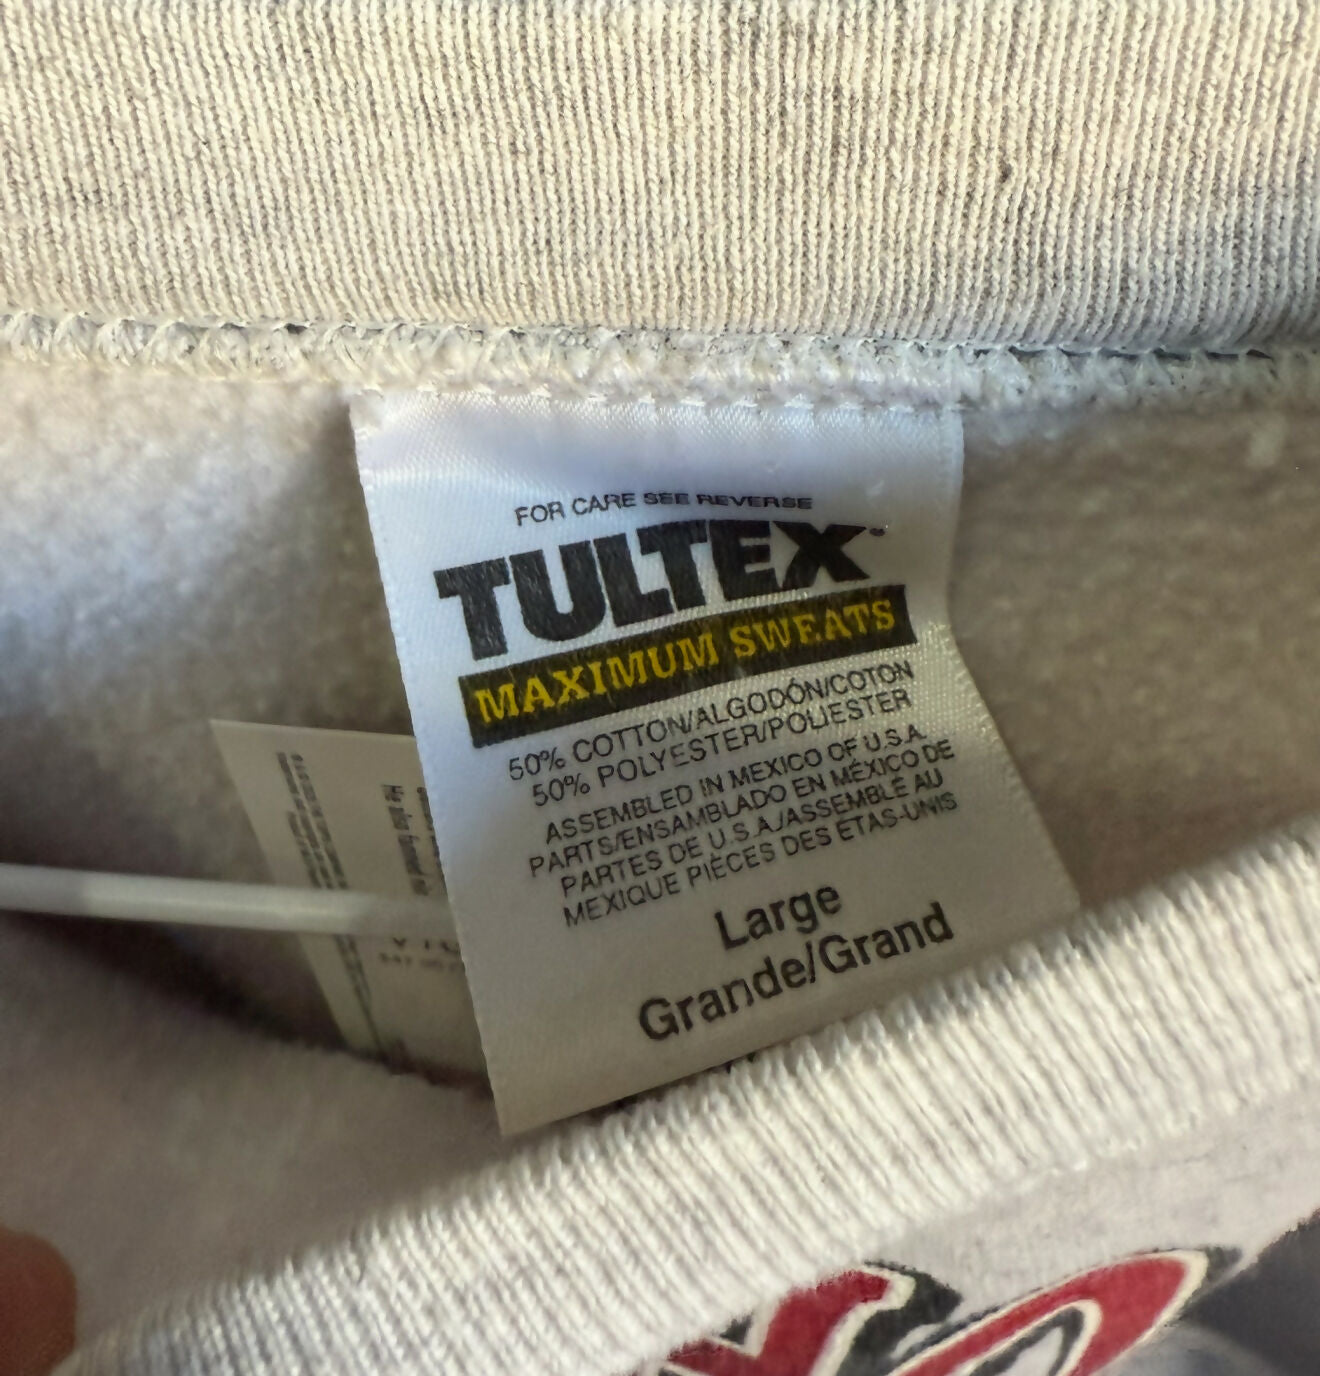 FOR CARE SEE REVERSE
TULTEX
MAXIMUM SWEATS
50% COTTON/ALGODÓN/COTON
50% POLYESTER/POLIESTER
ASSEMBLED IN MEXICO OF U.S.A.
PARTS/ENSAMBLADO EN MÉXICO DE
PARTES DE U.S.A./ASSEMBLÉ AU
MEXIQUE PIÈCES DES ÉTAS-UNIS
Large
Grande/Grand